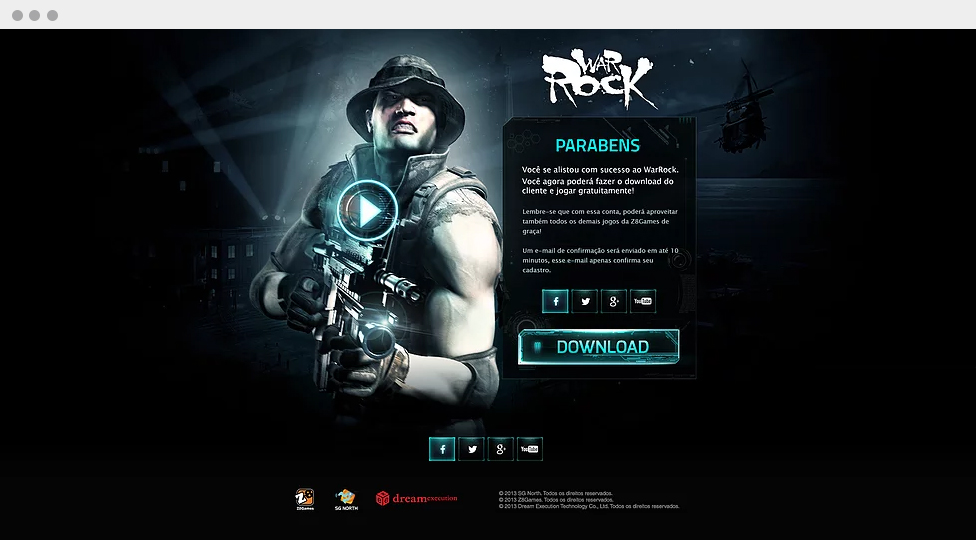 WAR
ROCK
PARABENS
Você se alistou com sucesso ao WarRock.
Você agora poderá fazer o download do
cliente e jogar gratuitamente!
Lembre-se que com essa conta, poderá aproveitar
também todos os demais jogos da Z8Games de
graça!
Um e-mail de confirmação será enviado em até 10
minutos, esse e-mail apenas confirma seu
cadastro.
f g+ YouTube
DOWNLOAD
f g+ YouTube
Z8Games
SG NORTH
dream execution
© 2013 SG North. Todos os direitos reservados.
© 2013 Z8Games. Todos os direitos reservados.
© 2013 Dream Execution Technology Co., Ltd. Todos os direitos reservados.